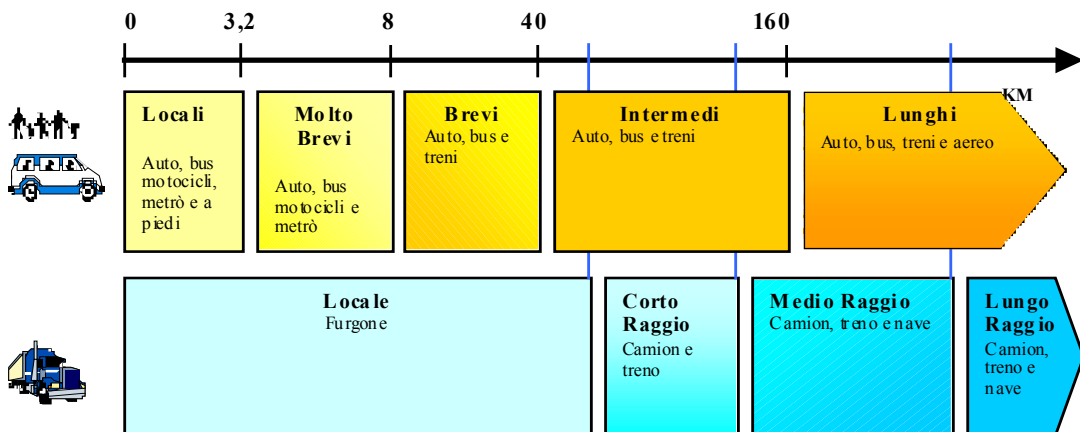 0 3,2 8 40 160
KM
Locali
Auto, bus
motocicli,
metrò e a
piedi
Molto
Brevi
Auto, bus
motocicli e
metrò
Brevi
Auto, bus e
treni
Intermedi
Auto, bus e treni
Lunghi
Auto, bus, treni e aereo
Locale
Furgone
Corto
Raggio
Camion e
treno
Medio Raggio
Camion, treno e nave
Lungo
Raggio
Camion,
treno e
nave